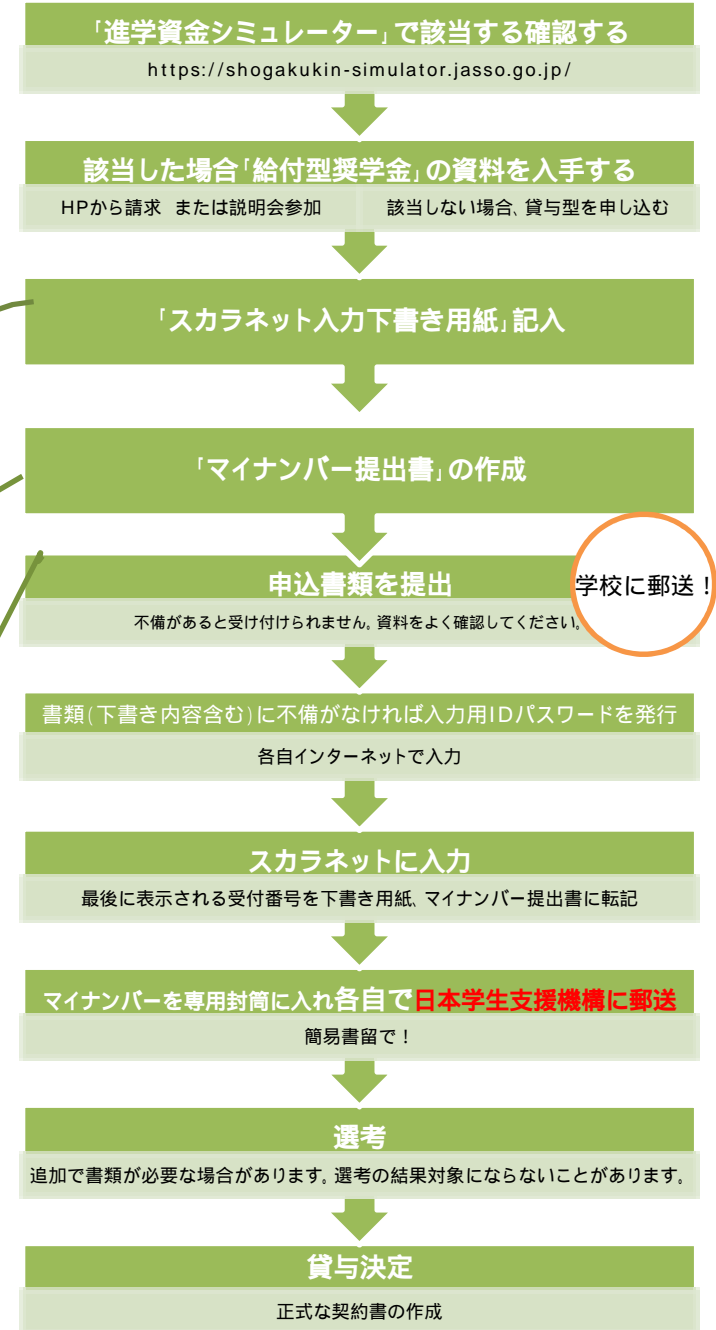 「進学資金シミュレーター」で該当する確認する
https://shogakukin-simulator.jasso.go.jp/
該当した場合「給付型奨学金」の資料を入手する
HPから請求 または説明会参加
該当しない場合、貸与型を申し込む
「スカラネット入力下書き用紙」記入
「マイナンバー提出書」の作成
申込書類を提出
学校に郵送！
不備があると受け付けられません。資料をよく確認してください。
書類(下書き内容含む)に不備がなければ入力用IDパスワードを発行
各自インターネットで入力
スカラネットに入力
最後に表示される受付番号を下書き用紙、マイナンバー提出書に転記
マイナンバーを専用封筒に入れ各自で日本学生支援機構に郵送
簡易書留で！
選考
追加で書類が必要な場合があります。選考の結果対象にならないことがあります。
貸与決定
正式な契約書の作成